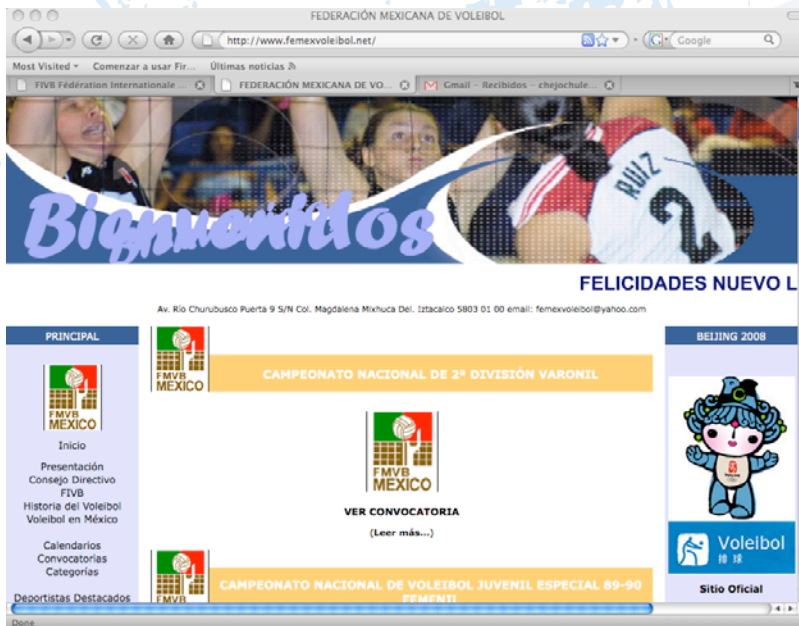 FEDERACIÓN MEXICANA DE VOLEIBOL
http://www.femexvoleibol.net/
Google
Most Visited
Comenzar a usar Fir...
Últimas noticias
FIVB Fédération Internationale ...
FEDERACIÓN MEXICANA DE VO...
Gmail - Recibidos - chejochule...
RUIZ
2
FELICIDADES NUEVO L
Av. Río Churubusco Puerta 9 S/N Col. Magdalena Mixhuca Del. Iztacalco 5803 01 00 email: femexvoleibol@yahoo.com
PRINCIPAL
FMVB
MEXICO
Inicio
Presentación
Consejo Directivo
FIVB
Historia del Voleibol
Voleibol en México
Calendarios
Convocatorias
Categorías
Deportistas Destacados
FMVB
MEXICO
CAMPEONATO NACIONAL DE 2ª DIVISIÓN VARONIL
FMVB
MEXICO
VER CONVOCATORIA
(Leer más...)
FMVB
CAMPEONATO NACIONAL DE VOLEIBOL JUVENIL ESPECIAL 89-90
FEMENIL
BEIJING 2008
Voleibol
排球
Sitio Oficial
Done